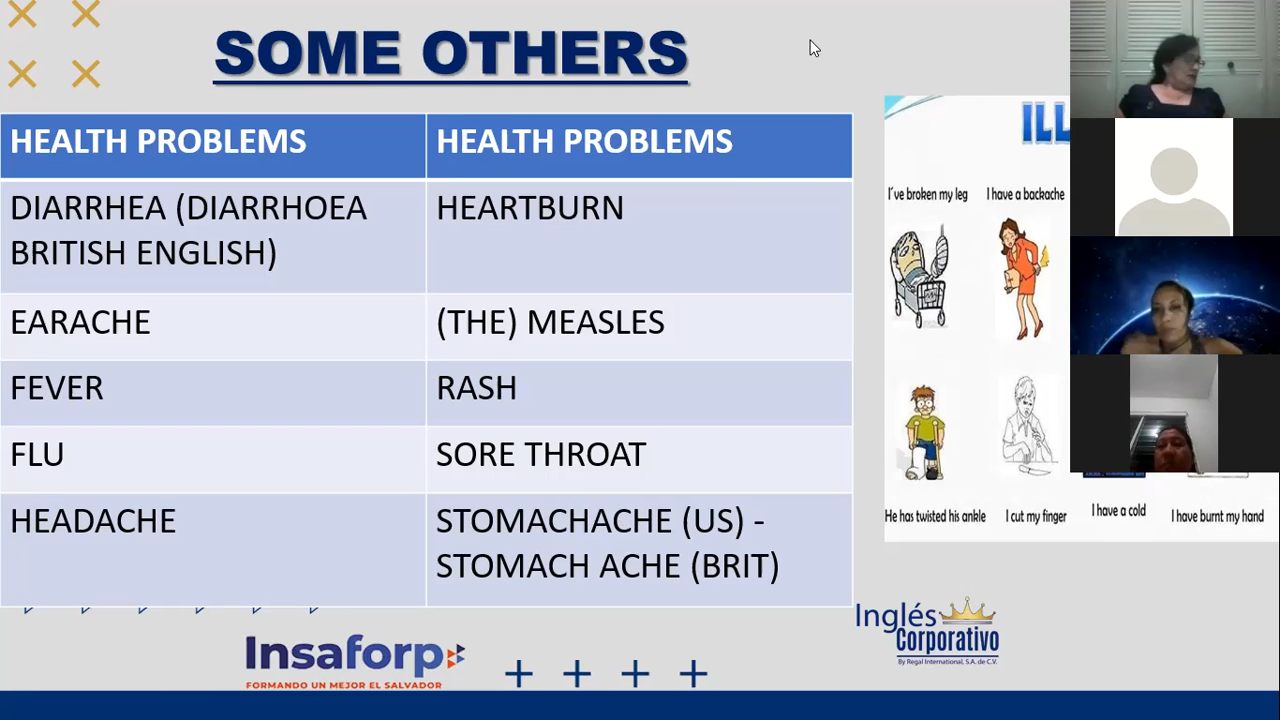 SOME OTHERS
HEALTH PROBLEMS
HEALTH PROBLEMS
DIARRHEA (DIARRHOEA
BRITISH ENGLISH)
HEARTBURN
EARACHE
(THE) MEASLES
FEVER
RASH
FLU
SORE THROAT
HEADACHE
STOMACHACHE (US) -
STOMACH ACHE (BRIT)
ILL
I´ve broken my leg
I have a backache
He has twisted his ankle
I cut my finger
I have a cold
I have burnt my hand
Insaforp
FORMANDO UN MEJOR EL SALVADOR
Inglés
Corporativo
By Regal International, S.A. de C.V.